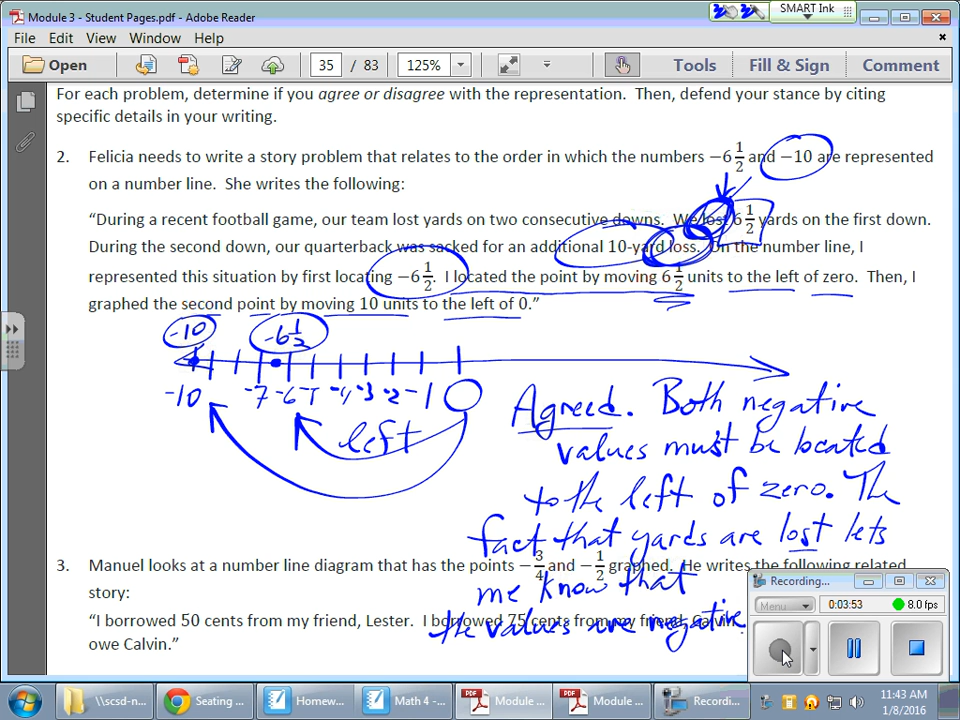 Module 3 - Student Pages.pdf - Adobe Reader
SMART Ink
File Edit View Window Help
Open 35 / 83 125% Tools Fill & Sign Comment
For each problem, determine if you agree or disagree with the representation. Then, defend your stance by citing
specific details in your writing.
2. Felicia needs to write a story problem that relates to the order in which the numbers −6 1/2 and −10 are represented
on a number line. She writes the following:
“During a recent football game, our team lost yards on two consecutive downs. We lost 6 1/2 yards on the first down.
During the second down, our quarterback was sacked for an additional 10-yard loss. On the number line, I
represented this situation by first locating −6 1/2. I located the point by moving 6 1/2 units to the left of zero. Then, I
graphed the second point by moving 10 units to the left of 0.”
-10 -6 1/2
-10 -7 -6 -4 -3 -2 -1 0
left
Agreed. Both negative
values must be located
to the left of zero. The
fact that yards are lost lets
me know that
the values are negative.
3. Manuel looks at a number line diagram that has the points −3/4 and −1/2 graphed. He writes the following related
story:
“I borrowed 50 cents from my friend, Lester. I borrowed 75 cents from my friend, Calvin.
owe Calvin.”
Recording...
Menu 0:03:53 8.0 fps
\\scsd-n... Seating ... Homew... Math 4 -... Module ... Module ... Recordi...
11:43 AM
1/8/2016